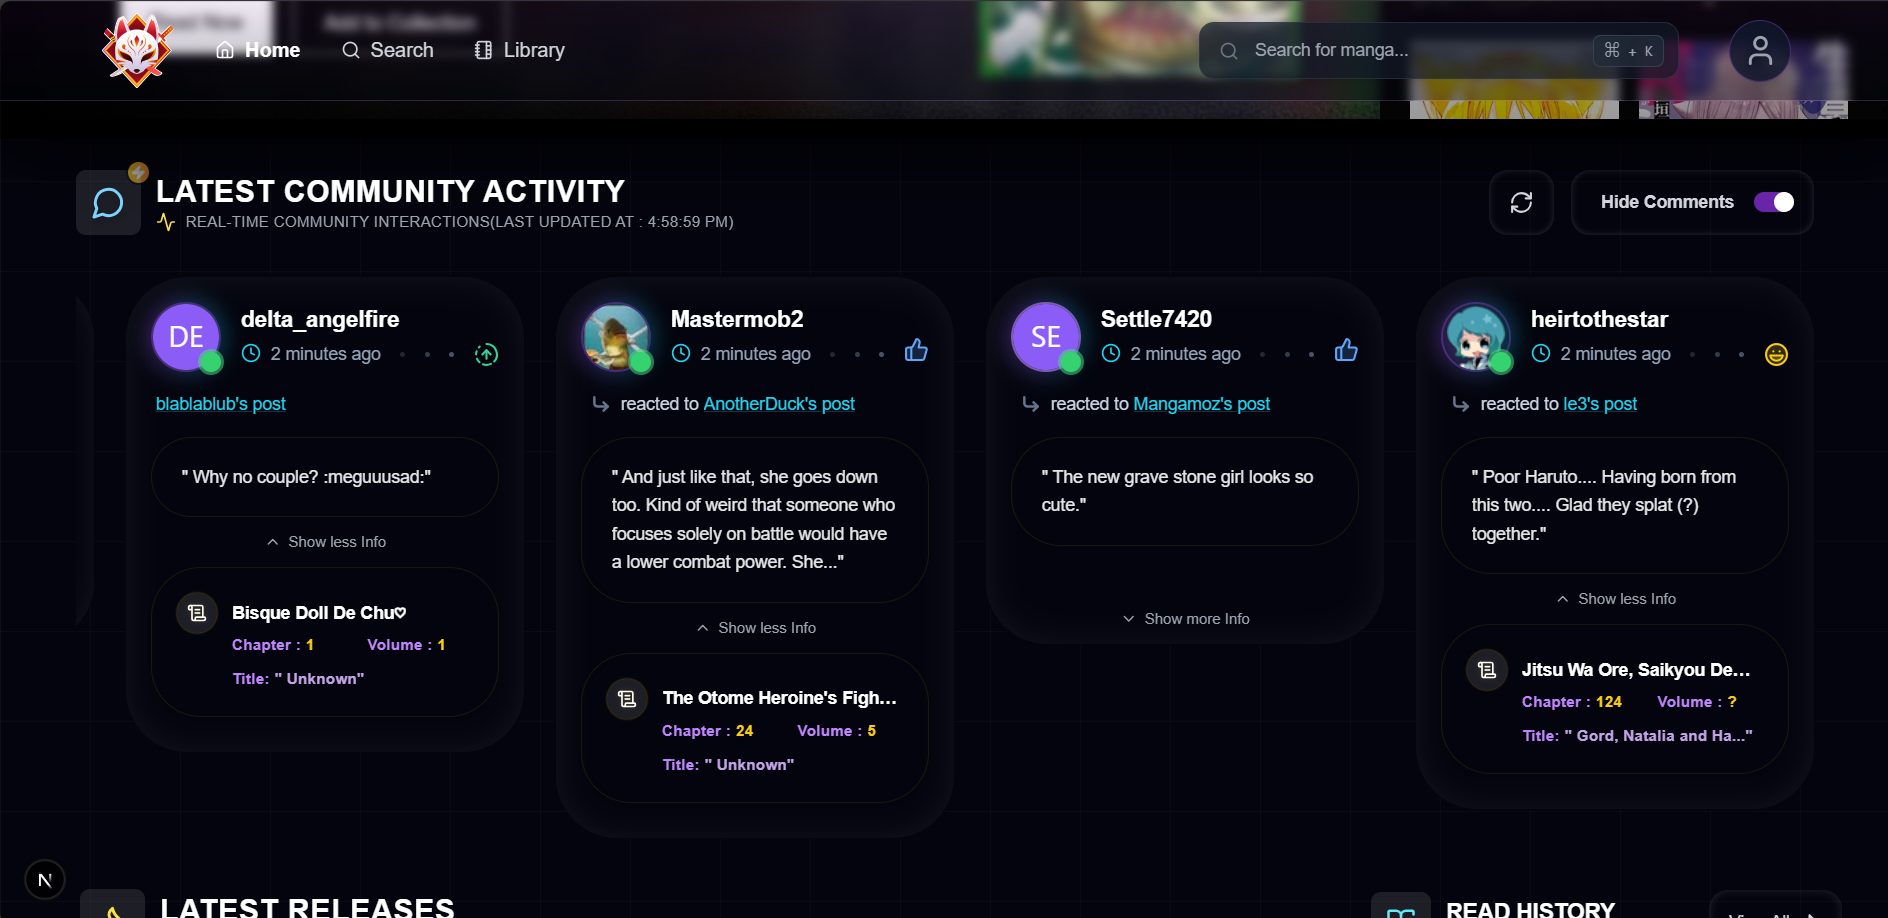 Add to Collection
Home
Search
Library
Search for manga...
⌘ + K
LATEST COMMUNITY ACTIVITY
REAL-TIME COMMUNITY INTERACTIONS(LAST UPDATED AT : 4:58:59 PM)
Hide Comments
DE
delta_angelfire
2 minutes ago
blablablub's post
" Why no couple? :meguuusad:"
Show less Info
Bisque Doll De Chu♡
Chapter : 1 Volume : 1
Title: " Unknown"
Mastermob2
2 minutes ago
reacted to AnotherDuck's post
" And just like that, she goes down
too. Kind of weird that someone who
focuses solely on battle would have
a lower combat power. She..."
Show less Info
The Otome Heroine's Figh...
Chapter : 24 Volume : 5
Title: " Unknown"
SE
Settle7420
2 minutes ago
reacted to Mangamoz's post
" The new grave stone girl looks so
cute."
Show more Info
heirtothestar
2 minutes ago
reacted to le3's post
" Poor Haruto.... Having born from
this two.... Glad they splat (?)
together."
Show less Info
Jitsu Wa Ore, Saikyou De...
Chapter : 124 Volume : ?
Title: " Gord, Natalia and Ha..."
N
LATEST RELEASES
READ HISTORY
View All